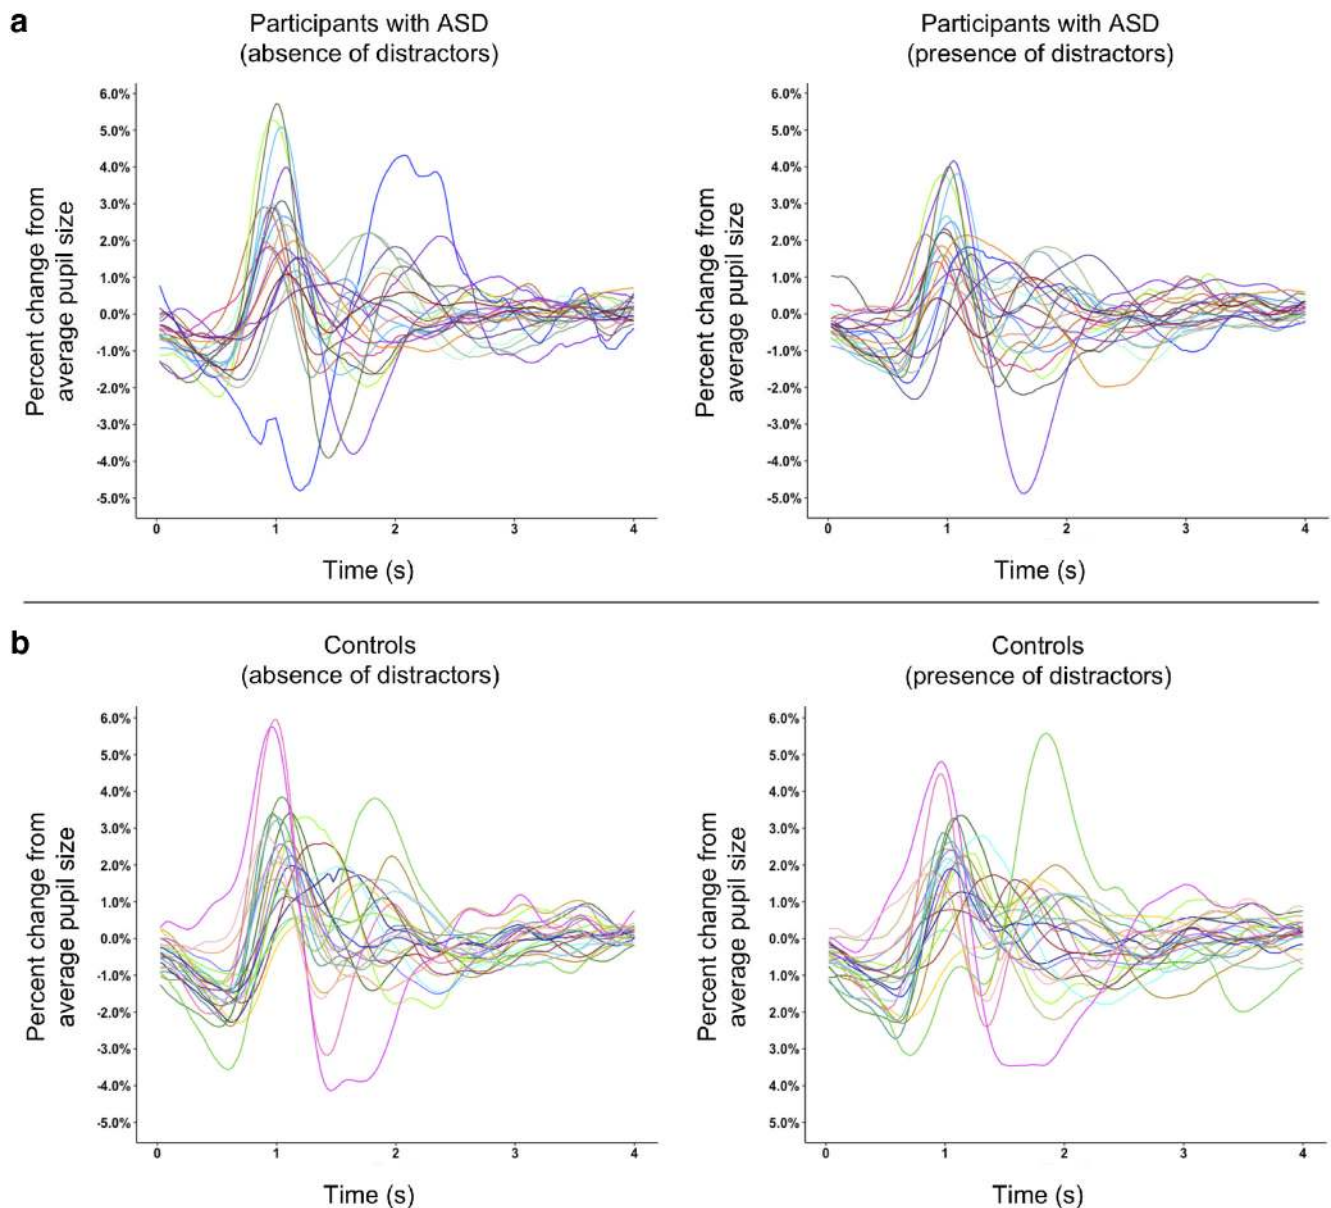 a
Participants with ASD
(absence of distractors)
Percent change from
average pupil size
6.0%
5.0%
4.0%
3.0%
2.0%
1.0%
0.0%
-1.0%
-2.0%
-3.0%
-4.0%
-5.0%
0 1 2 3 4
Time (s)
Participants with ASD
(presence of distractors)
Percent change from
average pupil size
6.0%
5.0%
4.0%
3.0%
2.0%
1.0%
0.0%
-1.0%
-2.0%
-3.0%
-4.0%
-5.0%
0 1 2 3 4
Time (s)
b
Controls
(absence of distractors)
Percent change from
average pupil size
6.0%
5.0%
4.0%
3.0%
2.0%
1.0%
0.0%
-1.0%
-2.0%
-3.0%
-4.0%
-5.0%
0 1 2 3 4
Time (s)
Controls
(presence of distractors)
Percent change from
average pupil size
6.0%
5.0%
4.0%
3.0%
2.0%
1.0%
0.0%
1.0%
2.0%
3.0%
4.0%
5.0%
0 1 2 3 4
Time (s)